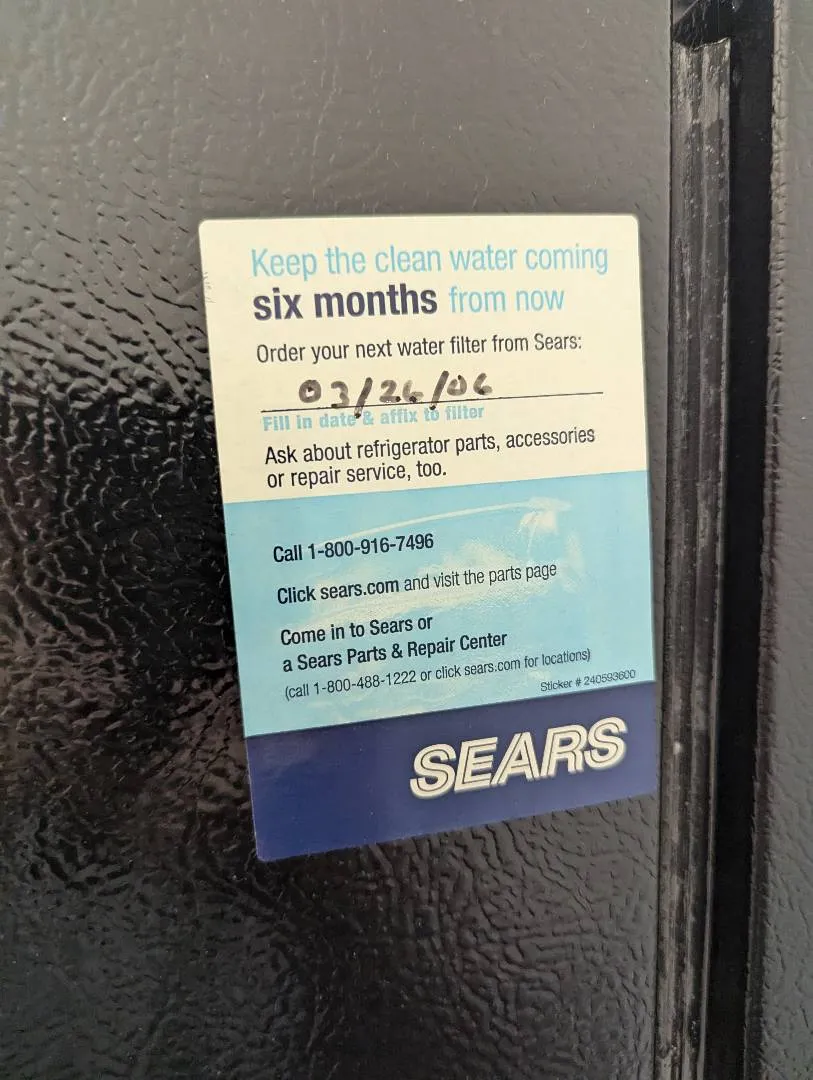 Keep the clean water coming
six months from now
Order your next water filter from Sears:
03/26/06
Fill in date & affix to filter
Ask about refrigerator parts, accessories
or repair service, too.
Call 1-800-916-7496
Click sears.com and visit the parts page
Come in to Sears or
a Sears Parts & Repair Center
(call 1-800-488-1222 or click sears.com for locations)
Sticker # 240593600
SEARS